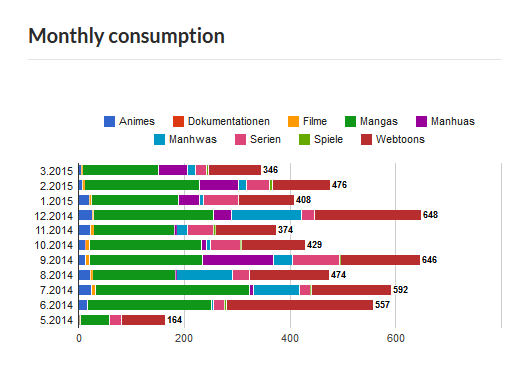 Monthly consumption
Animes Dokumentationen Filme Mangas Manhuas
Manhwas Serien Spiele Webtoons
3.2015 346
2.2015 476
1.2015 408
12.2014 648
11.2014 374
10.2014 429
9.2014 646
8.2014 474
7.2014 592
6.2014 557
5.2014 164
0 200 400 600